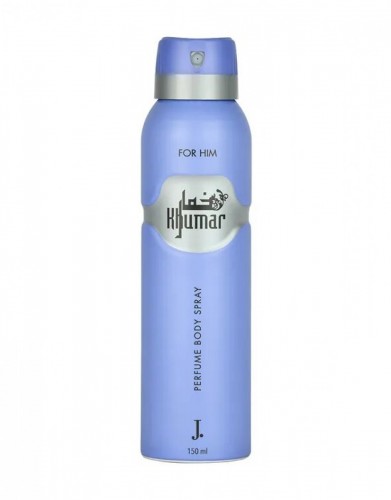 FOR HIM
خمار
Khumar
PERFUME BODY SPRAY
J.
150 ml